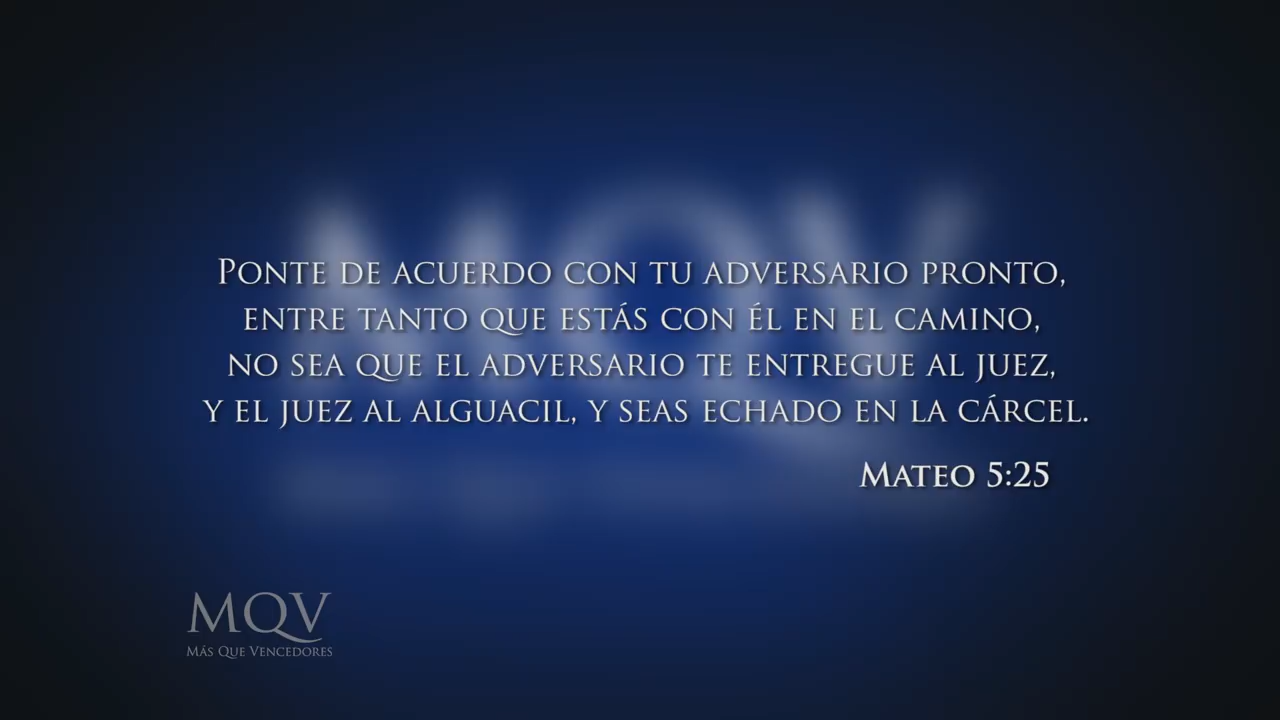 Ponte de acuerdo con tu adversario pronto,
entre tanto que estás con él en el camino,
no sea que el adversario te entregue al juez,
y el juez al alguacil, y seas echado en la cárcel.
Mateo 5:25
MQV
Más Que Vencedores